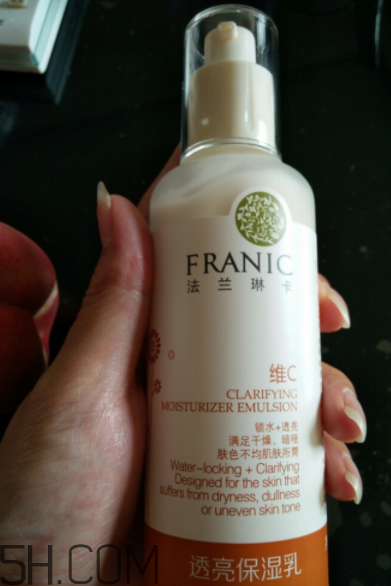 FRANIC
法兰琳卡
维C
CLARIFYING
MOISTURIZER EMULSION
锁水+透亮
满足干燥、暗哑
肤色不均肌肤所需
Water-locking + Clarifying
Designed for the skin that
suffers from dryness, dullness
or uneven skin tone
透亮保湿乳
5H.COM